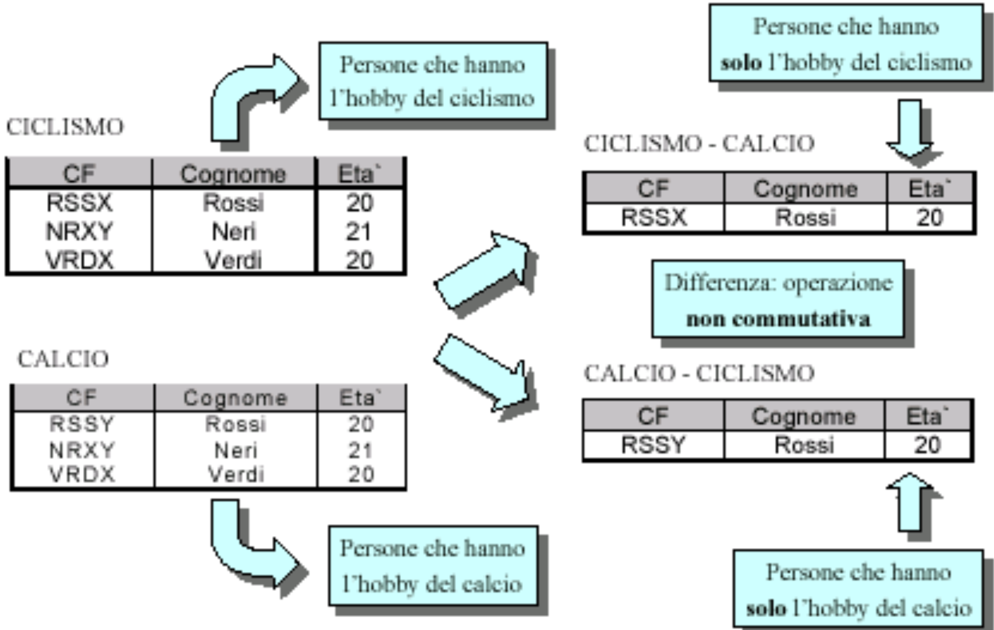 Persone che hanno
l'hobby del ciclismo
CICLISMO
CF Cognome Eta`
RSSX Rossi 20
NRXY Neri 21
VRDX Verdi 20
CALCIO
CF Cognome Eta`
RSSY Rossi 20
NRXY Neri 21
VRDX Verdi 20
Persone che hanno
l'hobby del calcio
Persone che hanno
solo l'hobby del ciclismo
CICLISMO - CALCIO
CF Cognome Eta`
RSSX Rossi 20
Differenza: operazione
non commutativa
CALCIO - CICLISMO
CF Cognome Eta`
RSSY Rossi 20
Persone che hanno
solo l'hobby del calcio